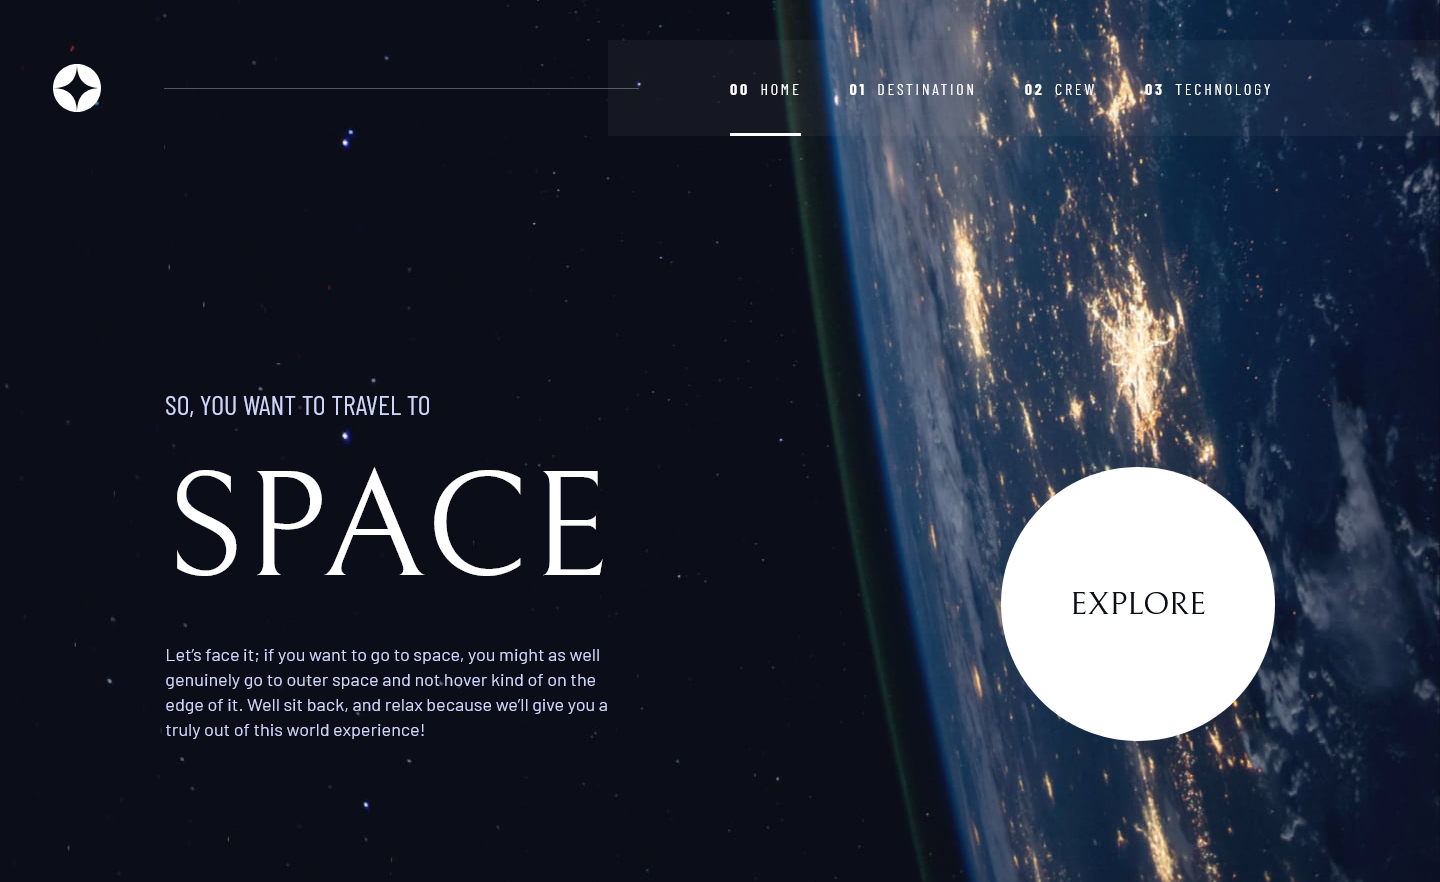 00 HOME 01 DESTINATION 02 CREW 03 TECHNOLOGY
SO, YOU WANT TO TRAVEL TO
SPACE
Let’s face it; if you want to go to space, you might as well
genuinely go to outer space and not hover kind of on the
edge of it. Well sit back, and relax because we’ll give you a
truly out of this world experience!
EXPLORE